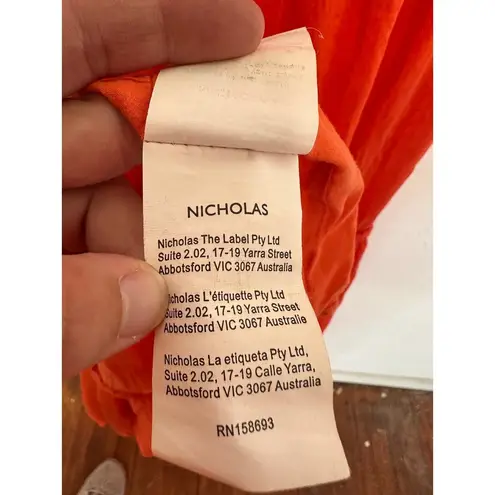 NICHOLAS
Nicholas The Label Pty Ltd
Suite 2.02, 17-19 Yarra Street
Abbotsford VIC 3067 Australia
icholas L'étiquette Pty Ltd
uite 2.02, 17-19 Yarra Street
Abbotsford VIC 3067 Australie
Nicholas La etiqueta Pty Ltd,
Suite 2.02, 17-19 Calle Yarra,
Abbotsford VIC 3067 Australia
RN158693